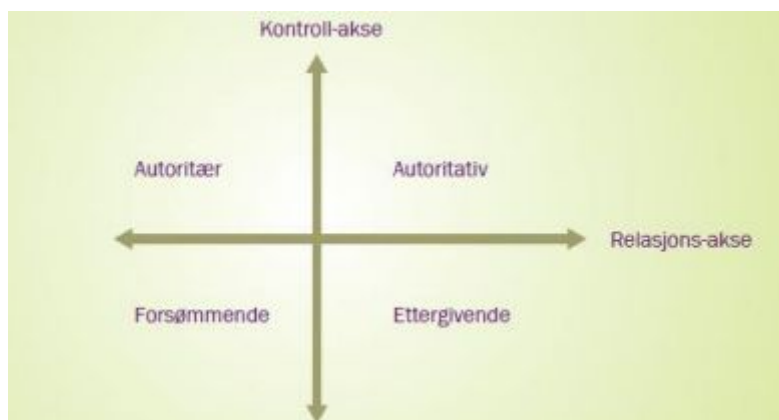 Kontroll-akse
Autoritær
Autoritativ
Relasjons-akse
Forsømmende
Ettergivende